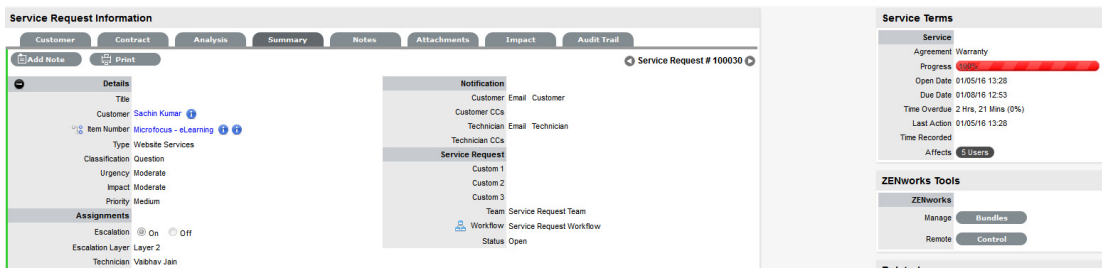 Service Request Information
Customer Contract Analysis Summary Notes Attachments Impact Audit Trail
Add Note Print Service Request # 100030
Details
Title
Customer Sachin Kumar
Item Number Microfocus - eLearning
Type Website Services
Classification Question
Urgency Moderate
Impact Moderate
Priority Medium
Assignments
Escalation On Off
Escalation Layer Layer 2
Technician Vaibhav Jain
Notification
Customer Email Customer
Customer CCs
Technician Email Technician
Technician CCs
Service Request
Custom 1
Custom 2
Custom 3
Team Service Request Team
Workflow Service Request Workflow
Status Open
Service Terms
Service
Agreement Warranty
Progress 100%
Open Date 01/05/16 13:28
Due Date 01/08/16 12:53
Time Overdue 2 Hrs, 21 Mins (0%)
Last Action 01/05/16 13:28
Time Recorded
Affects 5 Users
ZENworks Tools
ZENworks
Manage Bundles
Remote Control